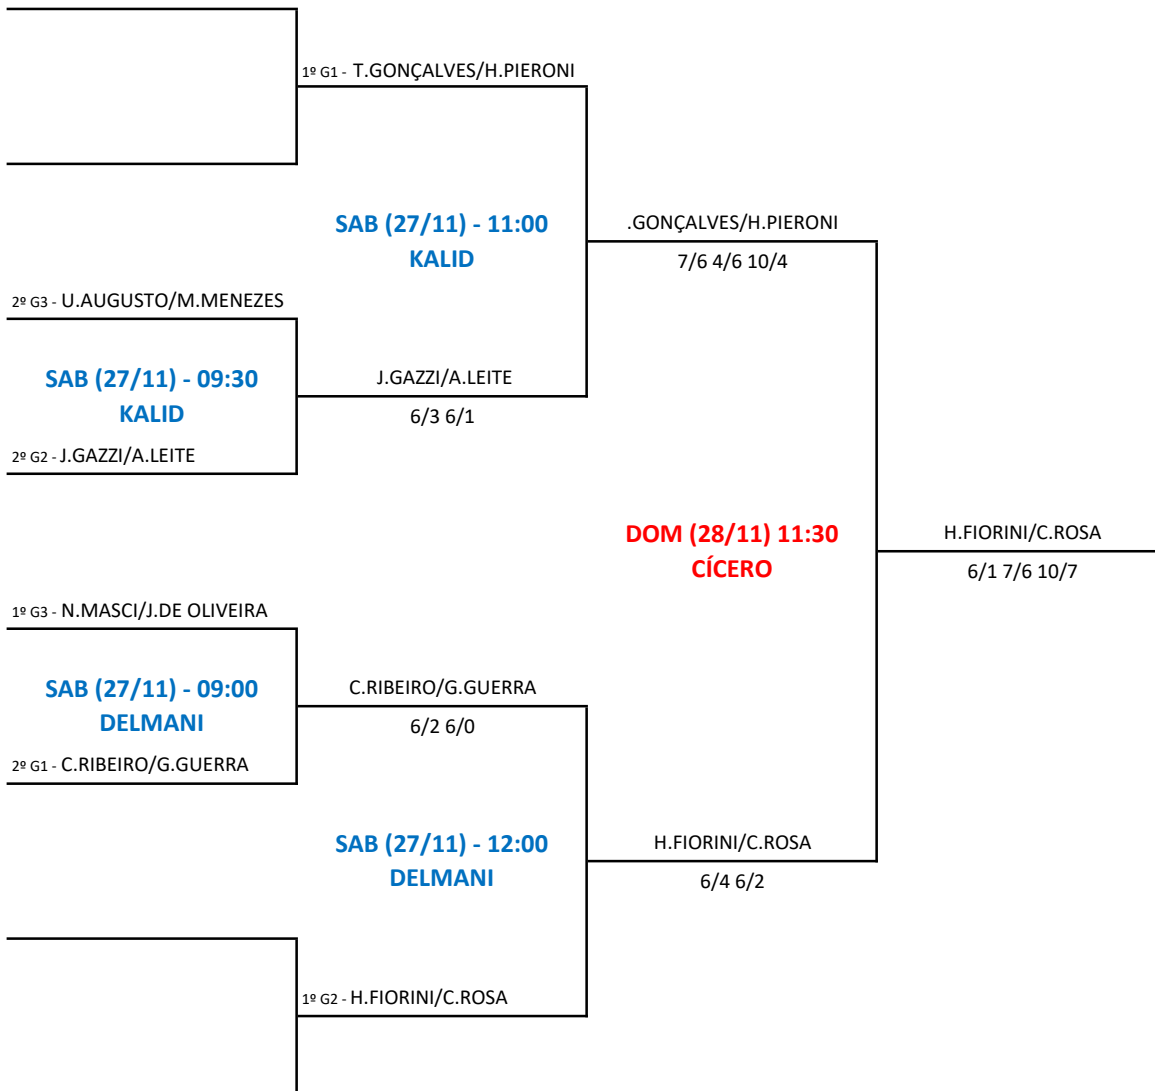 1º G1 - T.GONÇALVES/H.PIERONI
SAB (27/11) - 11:00
KALID
.GONÇALVES/H.PIERONI
7/6 4/6 10/4
2º G3 - U.AUGUSTO/M.MENEZES
SAB (27/11) - 09:30
KALID
J.GAZZI/A.LEITE
6/3 6/1
2º G2 - J.GAZZI/A.LEITE
DOM (28/11) 11:30
CÍCERO
H.FIORINI/C.ROSA
6/1 7/6 10/7
1º G3 - N.MASCI/J.DE OLIVEIRA
SAB (27/11) - 09:00
DELMANI
C.RIBEIRO/G.GUERRA
6/2 6/0
2º G1 - C.RIBEIRO/G.GUERRA
SAB (27/11) - 12:00
DELMANI
H.FIORINI/C.ROSA
6/4 6/2
1º G2 - H.FIORINI/C.ROSA